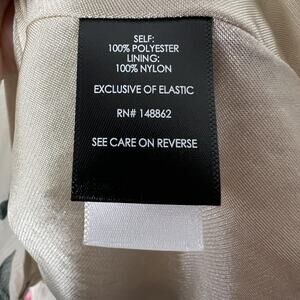 SELF:
100% POLYESTER
LINING:
100% NYLON
EXCLUSIVE OF ELASTIC
RN# 148862
SEE CARE ON REVERSE